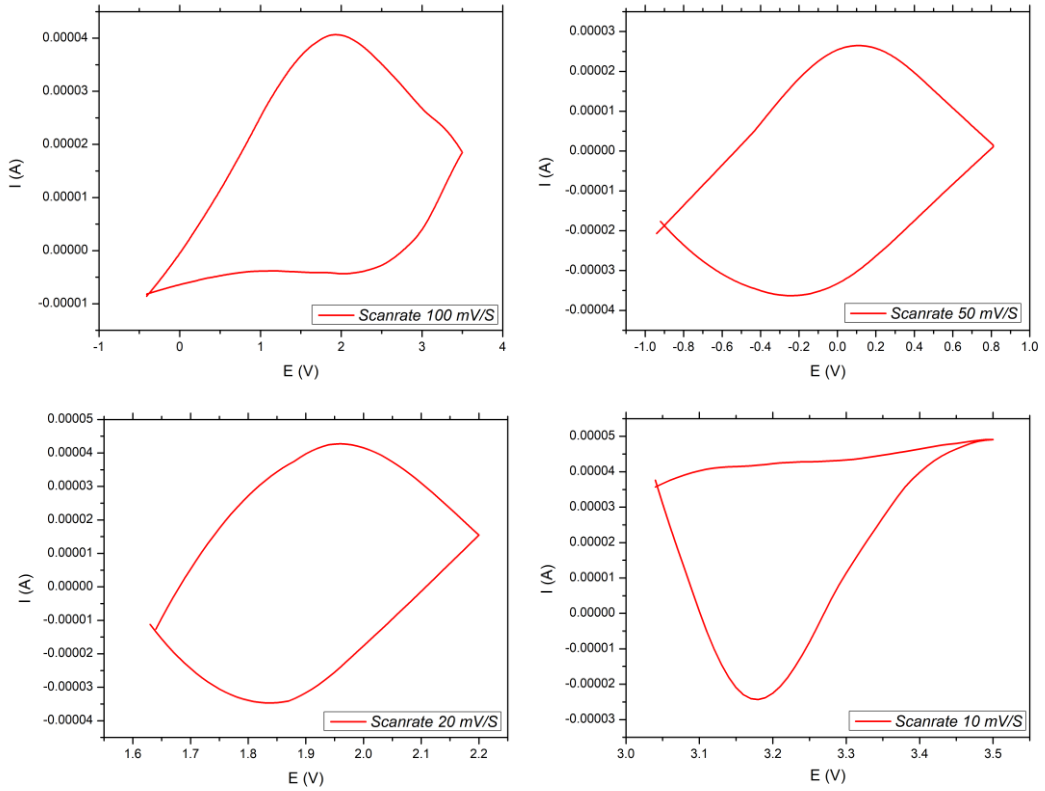 0.00004
0.00003
0.00002
0.00001
0.00000
-0.00001
I (A)
Scanrate 100 mV/S
-1 0 1 2 3 4
E (V)
0.00003
0.00002
0.00001
0.00000
-0.00001
-0.00002
-0.00003
-0.00004
I (A)
Scanrate 50 mV/S
-1.0 -0.8 -0.6 -0.4 -0.2 0.0 0.2 0.4 0.6 0.8 1.0
E (V)
0.00005
0.00004
0.00003
0.00002
0.00001
0.00000
-0.00001
-0.00002
-0.00003
-0.00004
I (A)
Scanrate 20 mV/S
1.6 1.7 1.8 1.9 2.0 2.1 2.2
E (V)
0.00005
0.00004
0.00003
0.00002
0.00001
0.00000
-0.00001
-0.00002
-0.00003
I (A)
Scanrate 10 mV/S
3.0 3.1 3.2 3.3 3.4 3.5
E (V)